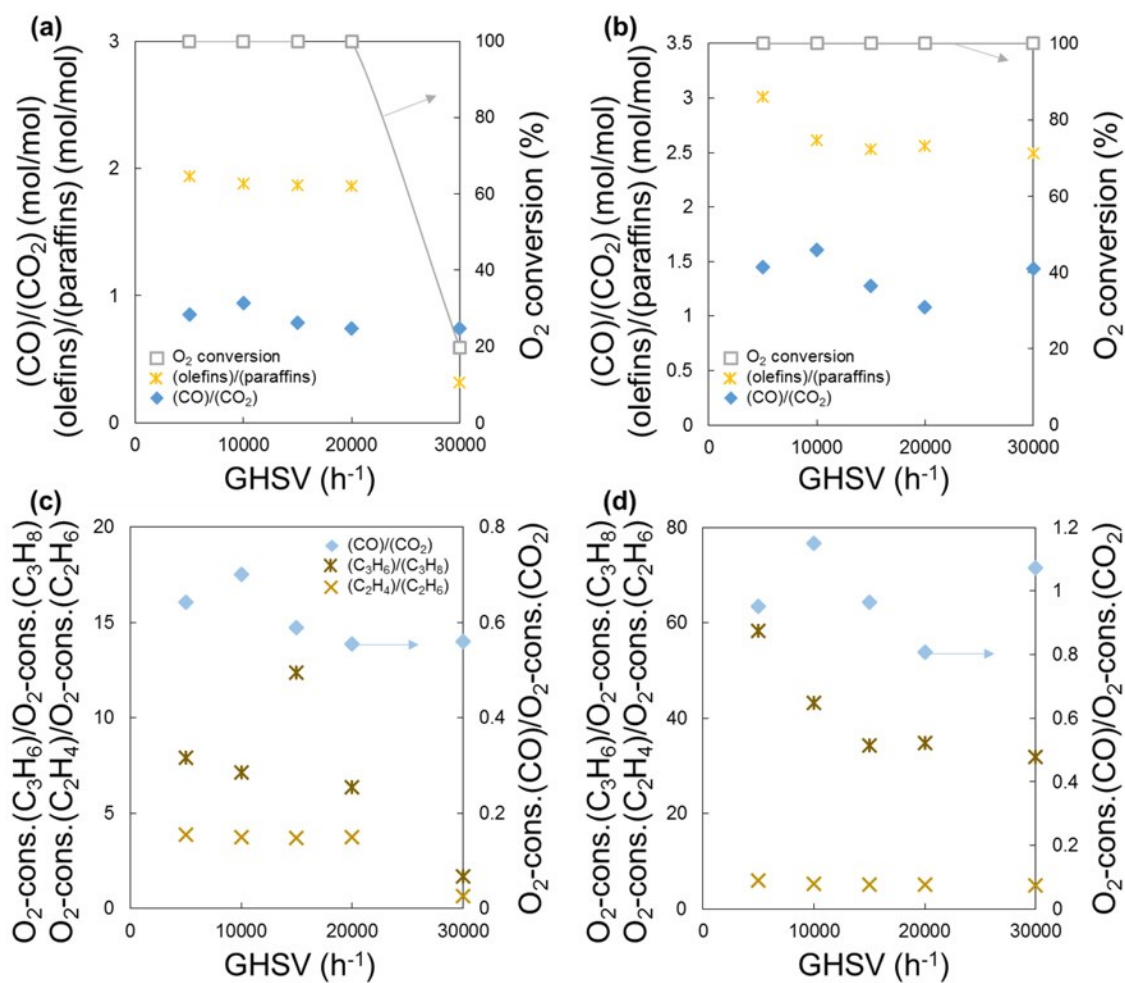 (a)
(CO)/(CO₂) (mol/mol)
(olefins)/(paraffins) (mol/mol)
3
2
1
0
100
80
60
40
20
0
O₂ conversion (%)
O₂ conversion
(olefins)/(paraffins)
(CO)/(CO₂)
0 10000 20000 30000
GHSV (h⁻¹)
(b)
(CO)/(CO₂) (mol/mol)
(olefins)/(paraffins) (mol/mol)
3.5
3
2.5
2
1.5
1
0.5
0
100
80
60
40
20
0
O₂ conversion (%)
O₂ conversion
(olefins)/(paraffins)
(CO)/(CO₂)
0 10000 20000 30000
GHSV (h⁻¹)
(c)
O₂-cons.(C₃H₆)/O₂-cons.(C₃H₈)
O₂-cons.(C₂H₄)/O₂-cons.(C₂H₆)
20
15
10
5
0
0.8
0.6
0.4
0.2
0
O₂-cons.(CO)/O₂-cons.(CO₂)
(CO)/(CO₂)
(C₃H₆)/(C₃H₈)
(C₂H₄)/(C₂H₆)
0 10000 20000 30000
GHSV (h⁻¹)
(d)
O₂-cons.(C₃H₆)/O₂-cons.(C₃H₈)
O₂-cons.(C₂H₄)/O₂-cons.(C₂H₆)
80
60
40
20
0
1.2
1
0.8
0.6
0.4
0.2
0
O₂-cons.(CO)/O₂-cons.(CO₂)
0 10000 20000 30000
GHSV (h⁻¹)